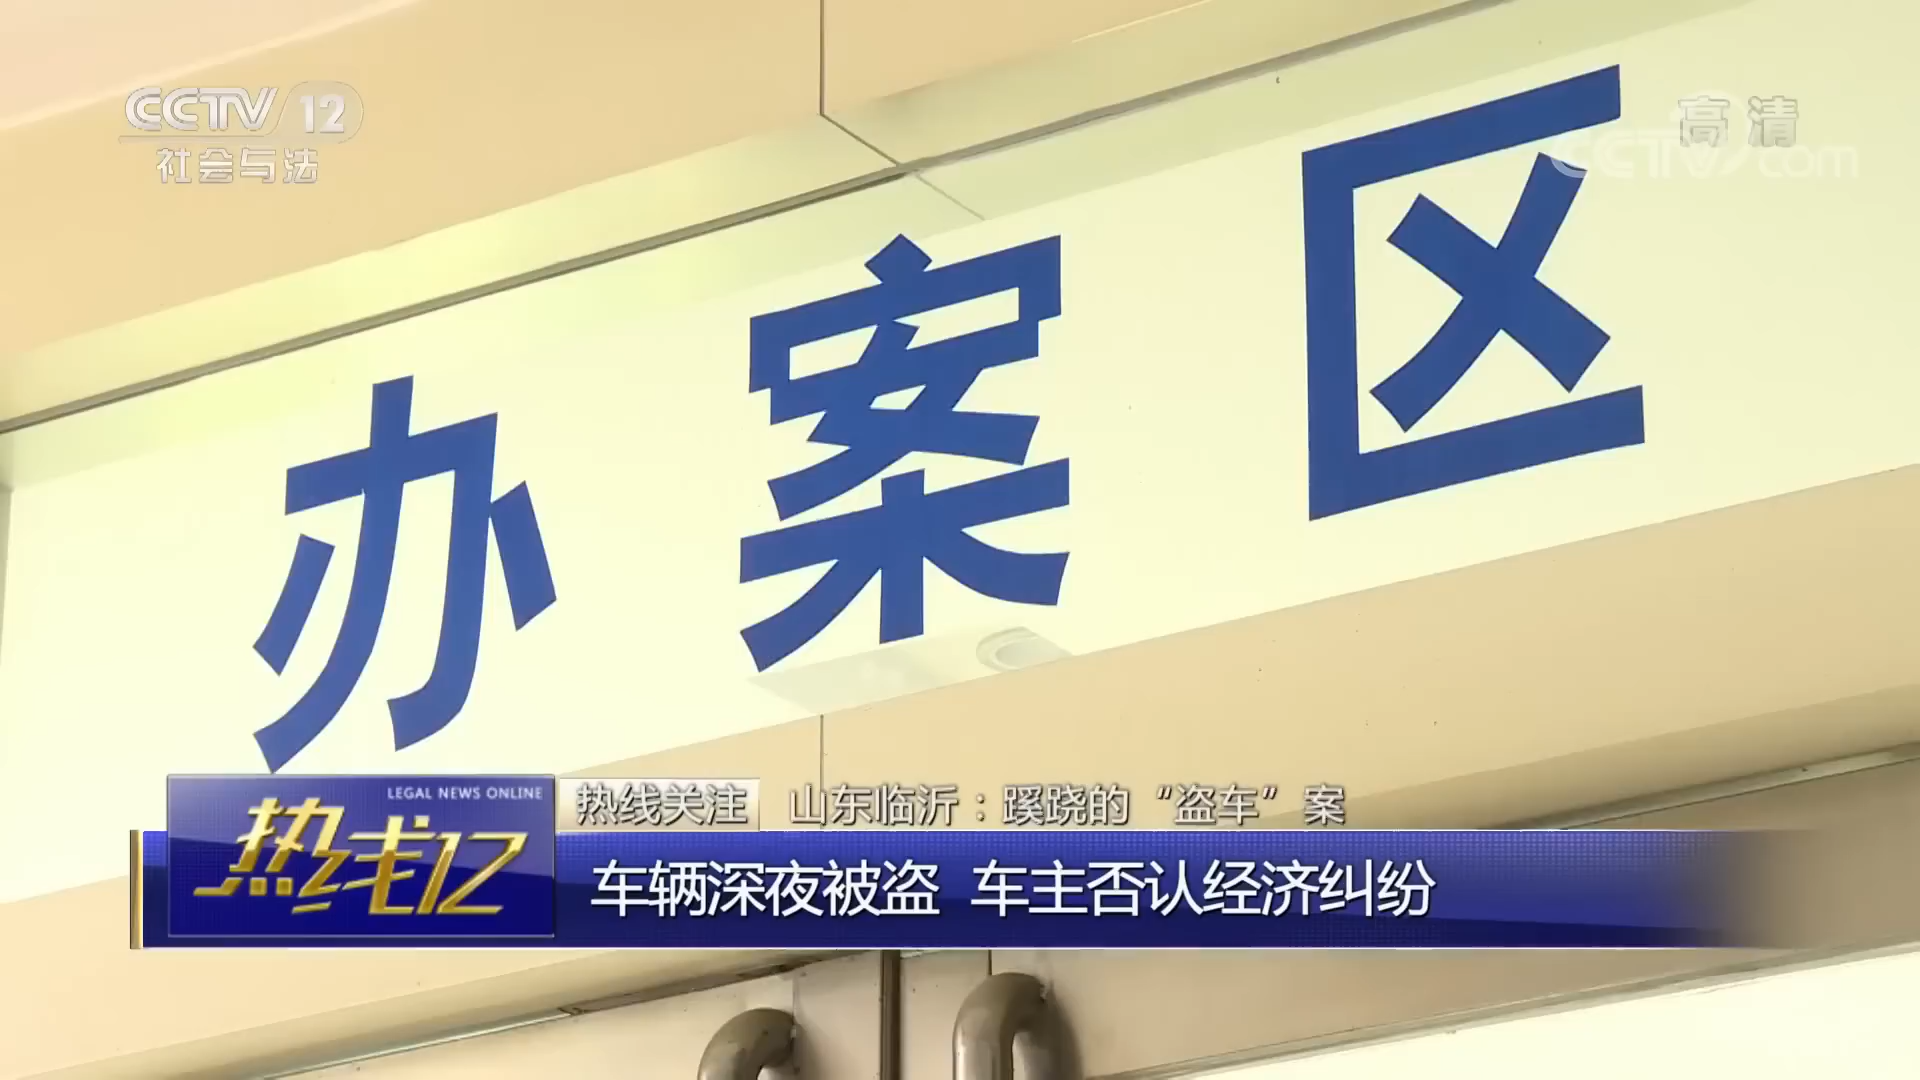 CCTV 12
社会与法
高清
CCTV.com
办案区
LEGAL NEWS ONLINE
热线12
热线关注 山东临沂：蹊跷的“盗车”案
车辆深夜被盗 车主否认经济纠纷